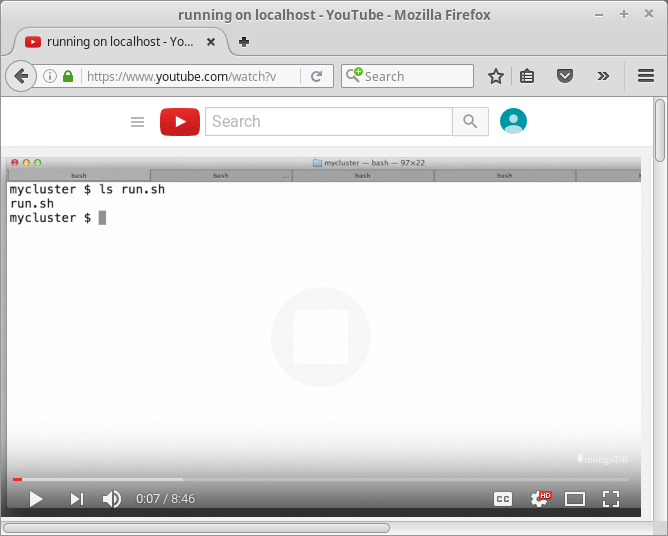 running on localhost - YouTube - Mozilla Firefox
running on localhost - Yo...
https://www.youtube.com/watch?v
Search
Search
mycluster — bash — 97×22
bash
bash
...
bash
bash
mycluster $ ls run.sh
run.sh
mycluster $
mongoDB
0:07 / 8:46
CC
HD